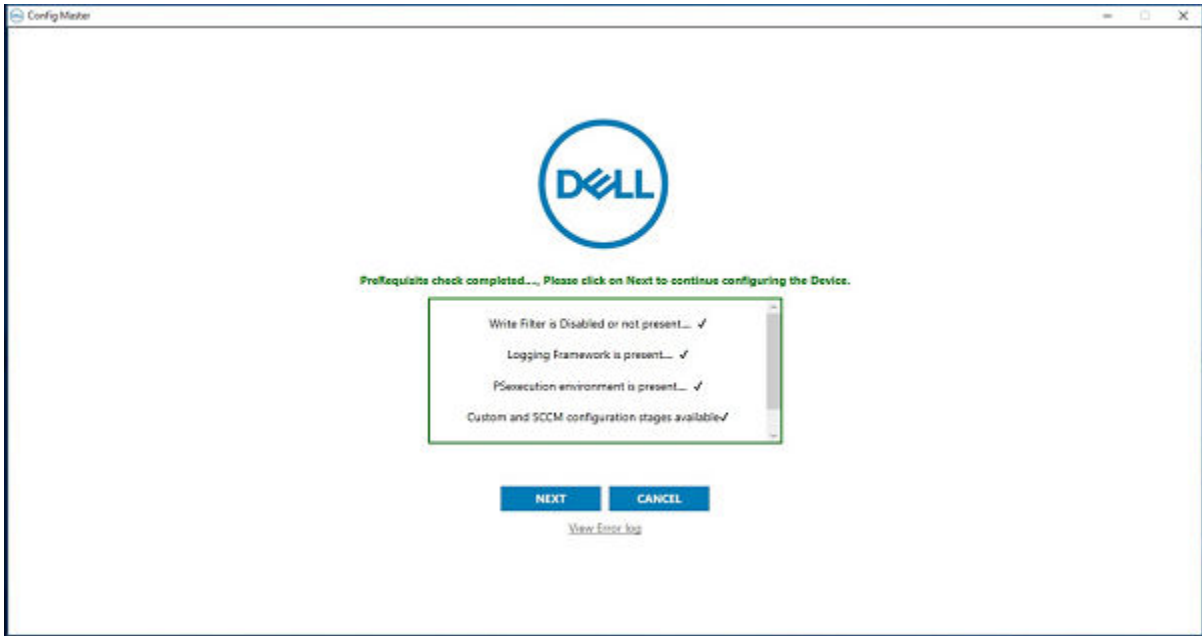 Config Master
DELL
PreRequisite check completed...., Please click on Next to continue configuring the Device.
Write Filter is Disabled or not present.... ✓
Logging Framework is present.... ✓
PSexecution environment is present.... ✓
Custom and SCCM configuration stages available✓
NEXT CANCEL
View Error log